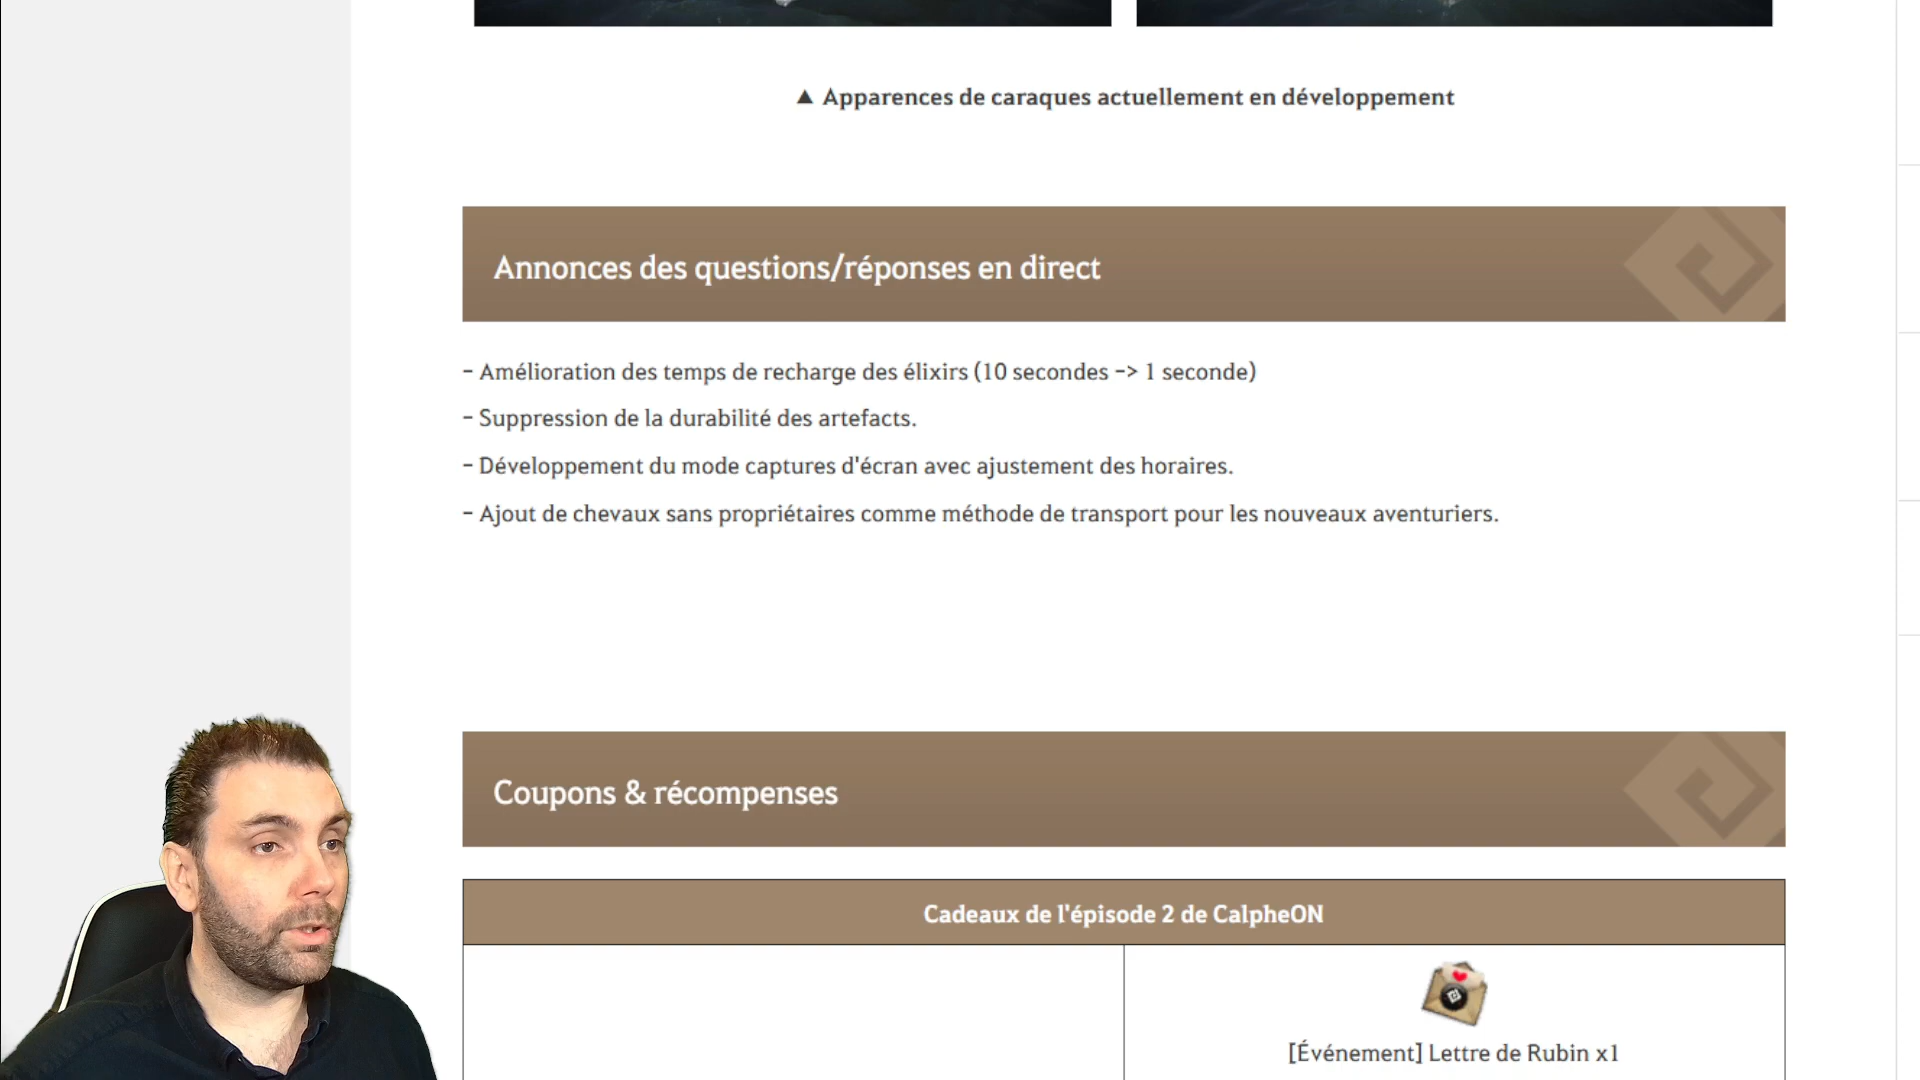 ▲ Apparences de caraques actuellement en développement
Annonces des questions/réponses en direct
- Amélioration des temps de recharge des élixirs (10 secondes -> 1 seconde)
- Suppression de la durabilité des artefacts.
- Développement du mode captures d'écran avec ajustement des horaires.
- Ajout de chevaux sans propriétaires comme méthode de transport pour les nouveaux aventuriers.
Coupons & récompenses
Cadeaux de l'épisode 2 de CalpheON
[Événement] Lettre de Rubin x1